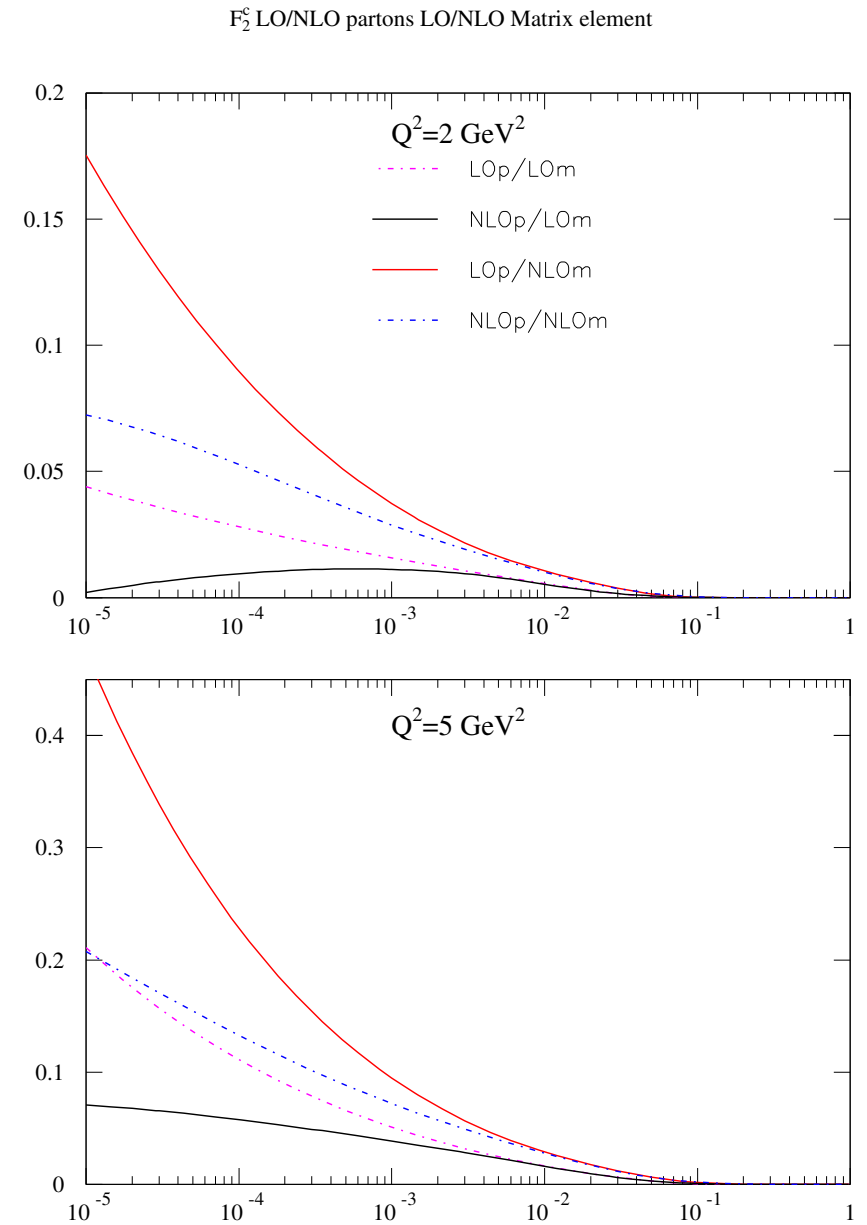 F₂ᶜ LO/NLO partons LO/NLO Matrix element
0.2
Q²=2 GeV²
LOp/LOm
0.15
NLOp/LOm
LOp/NLOm
0.1
NLOp/NLOm
0.05
0
10⁻⁵ 10⁻⁴ 10⁻³ 10⁻² 10⁻¹ 1
Q²=5 GeV²
0.4
0.3
0.2
0.1
0
10⁻⁵ 10⁻⁴ 10⁻³ 10⁻² 10⁻¹ 1